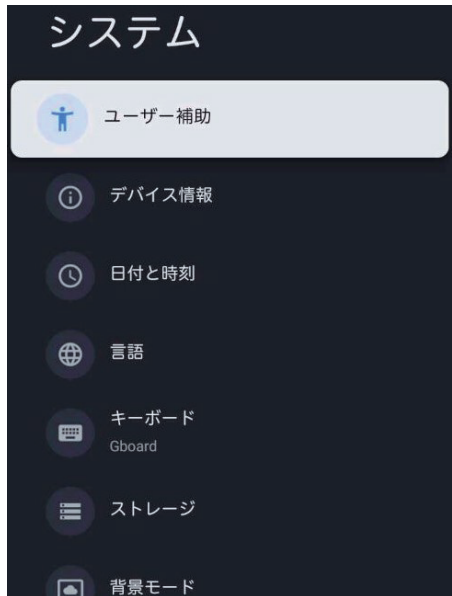 システム
ユーザー補助
デバイス情報
日付と時刻
言語
キーボード
Gboard
ストレージ
背景モード